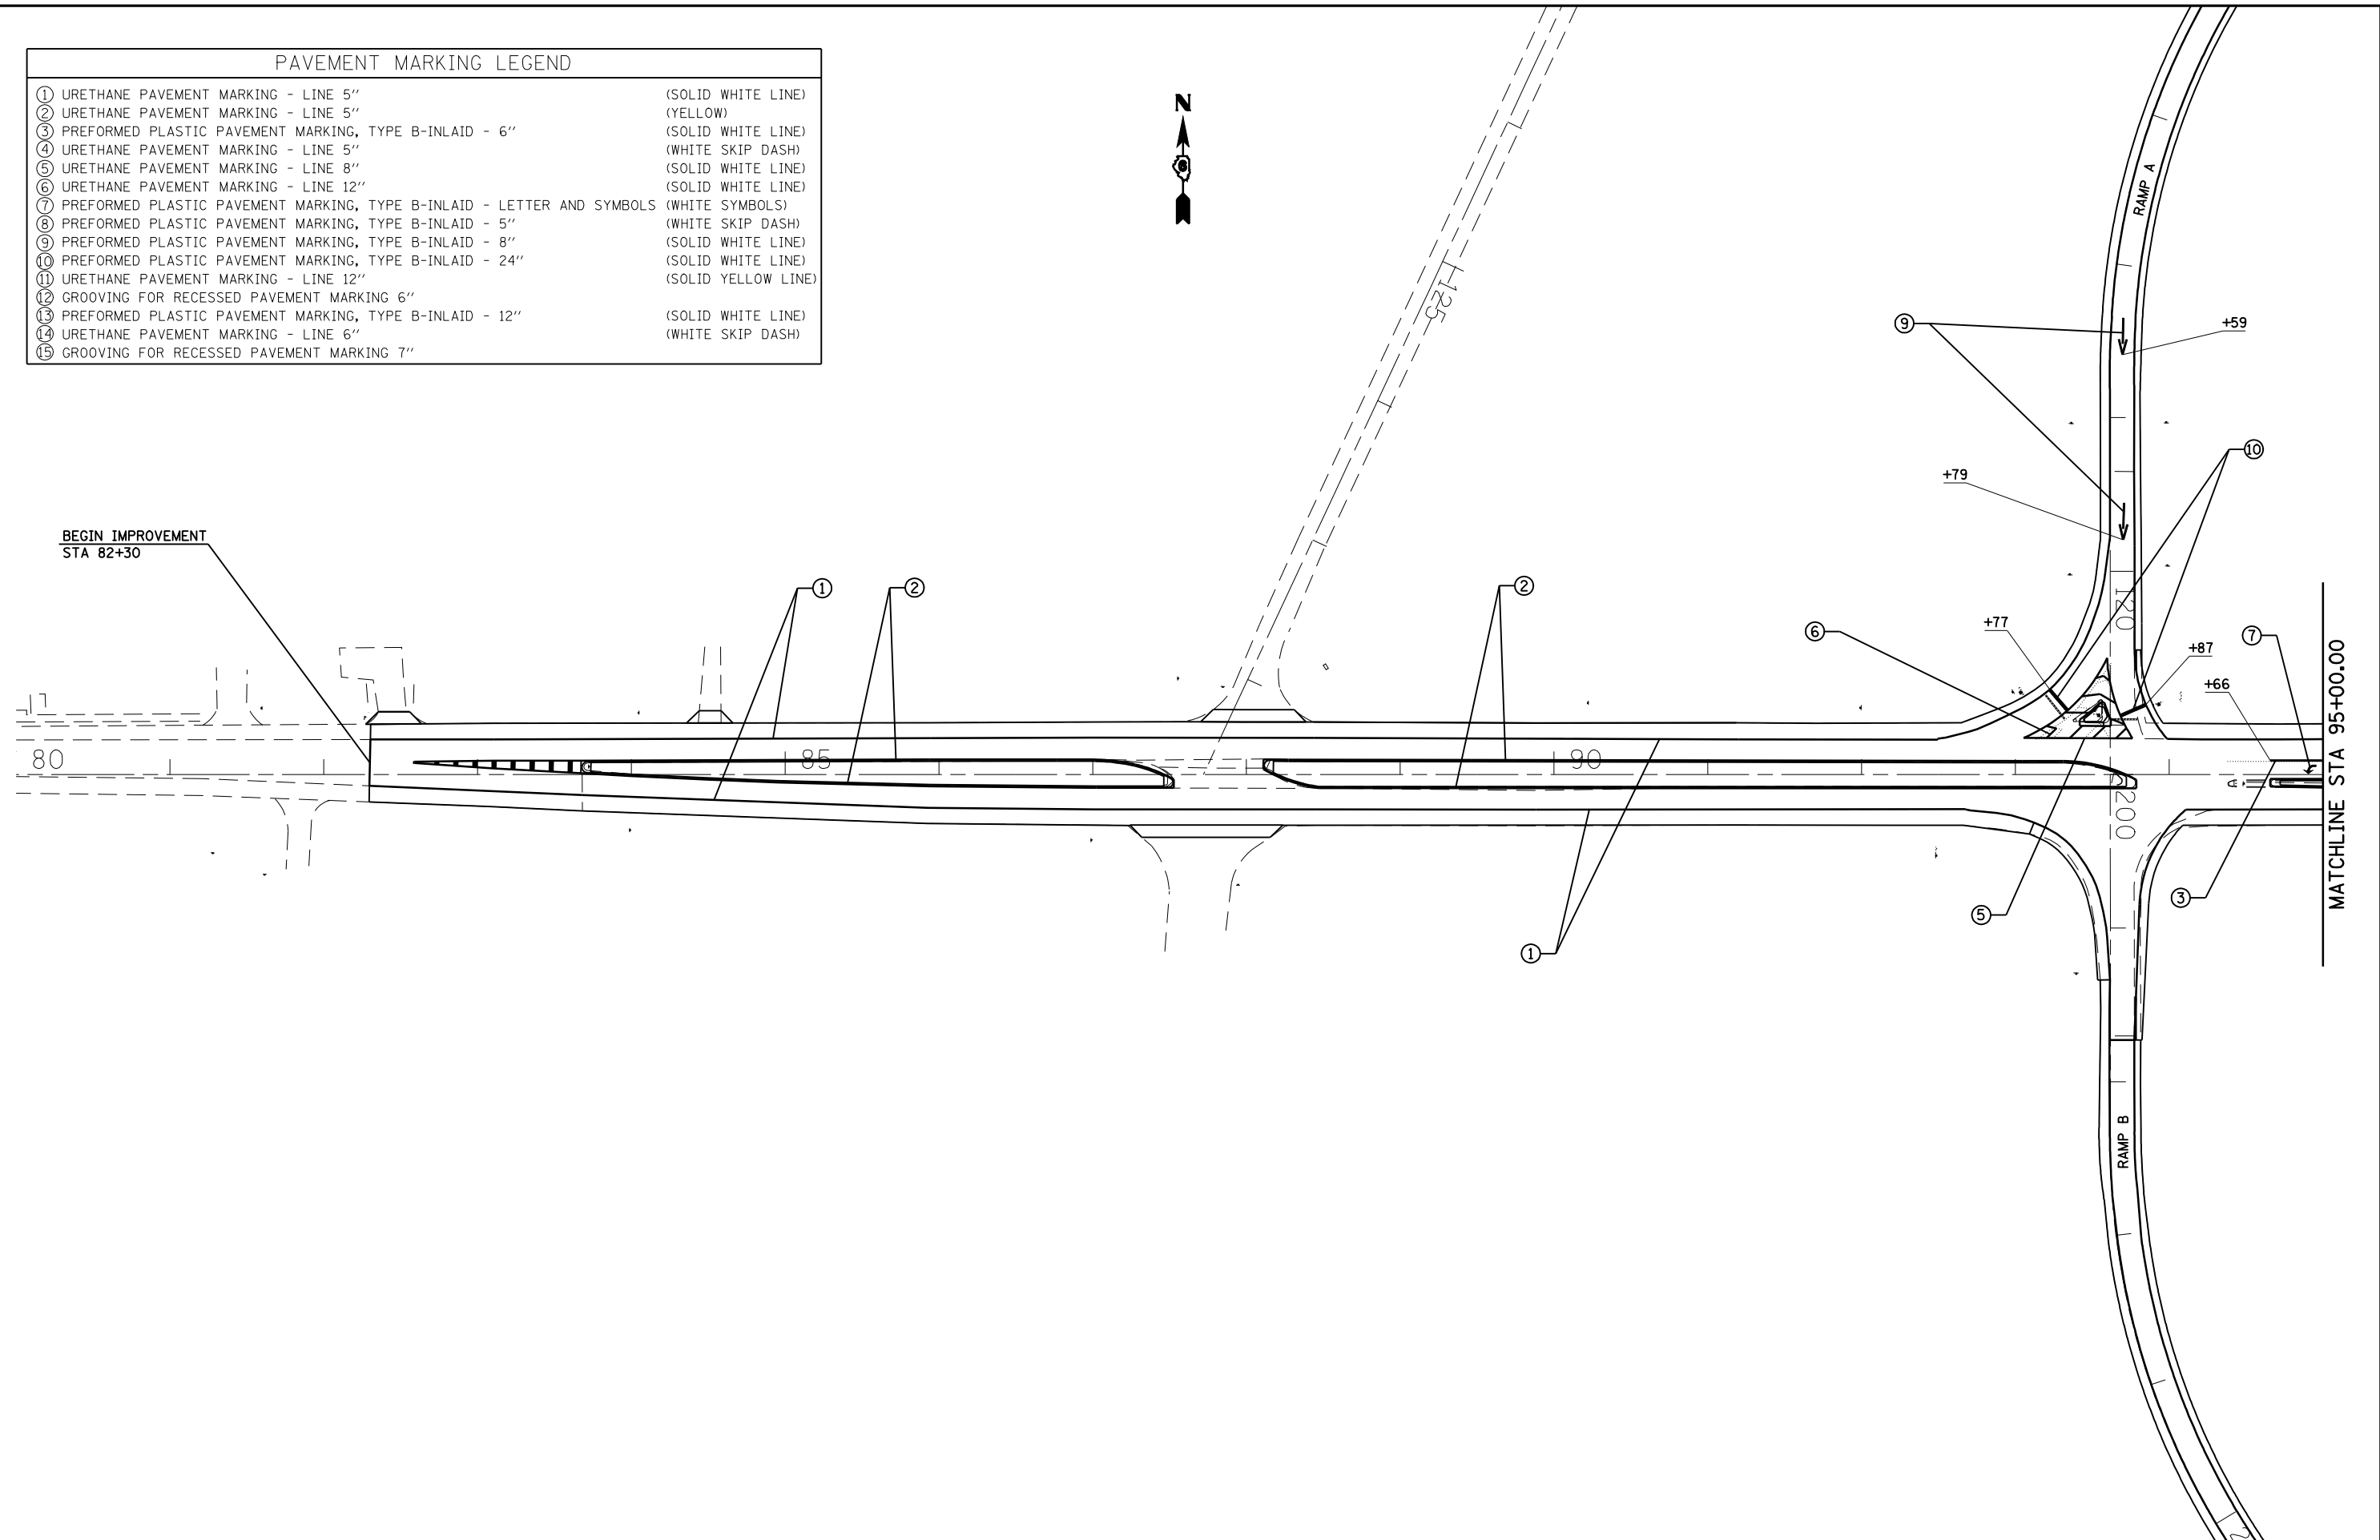 PAVEMENT MARKING LEGEND
1 URETHANE PAVEMENT MARKING - LINE 5" (SOLID WHITE LINE)
2 URETHANE PAVEMENT MARKING - LINE 5" (YELLOW)
3 PREFORMED PLASTIC PAVEMENT MARKING, TYPE B-INLAID - 6" (SOLID WHITE LINE)
4 URETHANE PAVEMENT MARKING - LINE 5" (WHITE SKIP DASH)
5 URETHANE PAVEMENT MARKING - LINE 8" (SOLID WHITE LINE)
6 URETHANE PAVEMENT MARKING - LINE 12" (SOLID WHITE LINE)
7 PREFORMED PLASTIC PAVEMENT MARKING, TYPE B-INLAID - LETTER AND SYMBOLS (WHITE SYMBOLS)
8 PREFORMED PLASTIC PAVEMENT MARKING, TYPE B-INLAID - 5" (WHITE SKIP DASH)
9 PREFORMED PLASTIC PAVEMENT MARKING, TYPE B-INLAID - 8" (SOLID WHITE LINE)
10 PREFORMED PLASTIC PAVEMENT MARKING, TYPE B-INLAID - 24" (SOLID WHITE LINE)
11 URETHANE PAVEMENT MARKING - LINE 12" (SOLID YELLOW LINE)
12 GROOVING FOR RECESSED PAVEMENT MARKING 6"
13 PREFORMED PLASTIC PAVEMENT MARKING, TYPE B-INLAID - 12" (SOLID WHITE LINE)
14 URETHANE PAVEMENT MARKING - LINE 6" (WHITE SKIP DASH)
15 GROOVING FOR RECESSED PAVEMENT MARKING 7"
N
125
RAMP A
9
+59
10
+79
BEGIN IMPROVEMENT
STA 82+30
1
2
2
6
+77
120
+87
7
+66
80
85
90
200
MATCHLINE STA 95+00.00
3
5
1
RAMP B